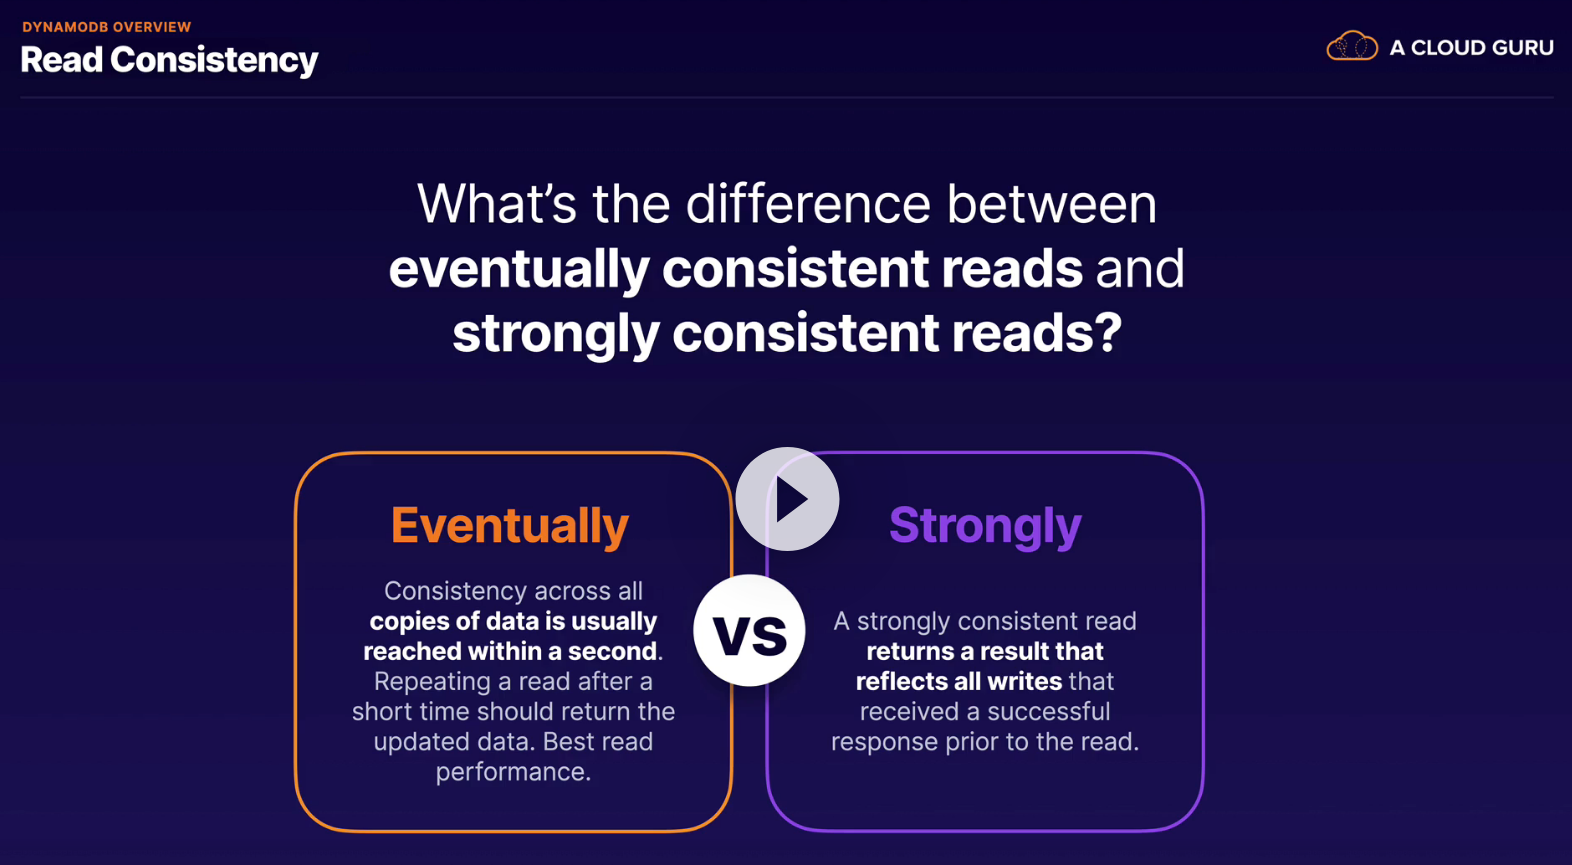 DYNAMODB OVERVIEW
Read Consistency
A CLOUD GURU
What’s the difference between
eventually consistent reads and
strongly consistent reads?
Eventually
Consistency across all
copies of data is usually
reached within a second.
Repeating a read after a
short time should return the
updated data. Best read
performance.
VS
Strongly
A strongly consistent read
returns a result that
reflects all writes that
received a successful
response prior to the read.